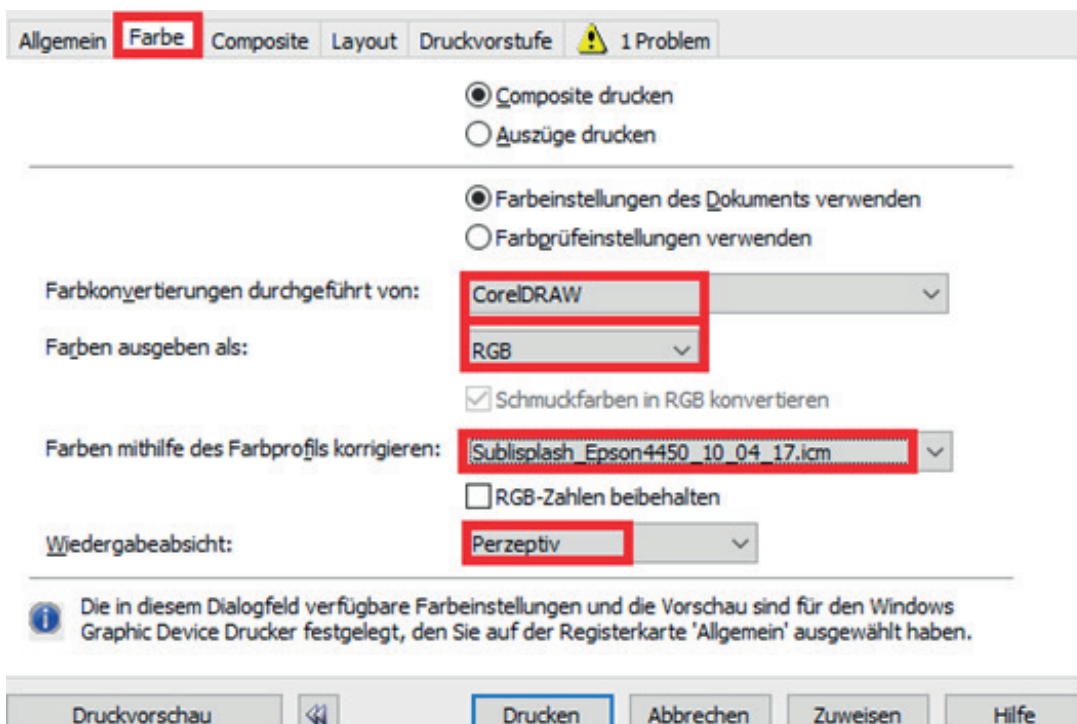 Allgemein Farbe Composite Layout Druckvorstufe 1 Problem
Composite drucken
Auszüge drucken
Farbeinstellungen des Dokuments verwenden
Farbprüfeinstellungen verwenden
Farbkonvertierungen durchgeführt von: CorelDRAW
Farben ausgeben als: RGB
Schmuckfarben in RGB konvertieren
Farben mithilfe des Farbprofils korrigieren: Sublisplash_Epson4450_10_04_17.icm
RGB-Zahlen beibehalten
Wiedergabeabsicht: Perzeptiv
Die in diesem Dialogfeld verfügbare Farbeinstellungen und die Vorschau sind für den Windows
Graphic Device Drucker festgelegt, den Sie auf der Registerkarte 'Allgemein' ausgewählt haben.
Druckvorschau Drucken Abbrechen Zuweisen Hilfe